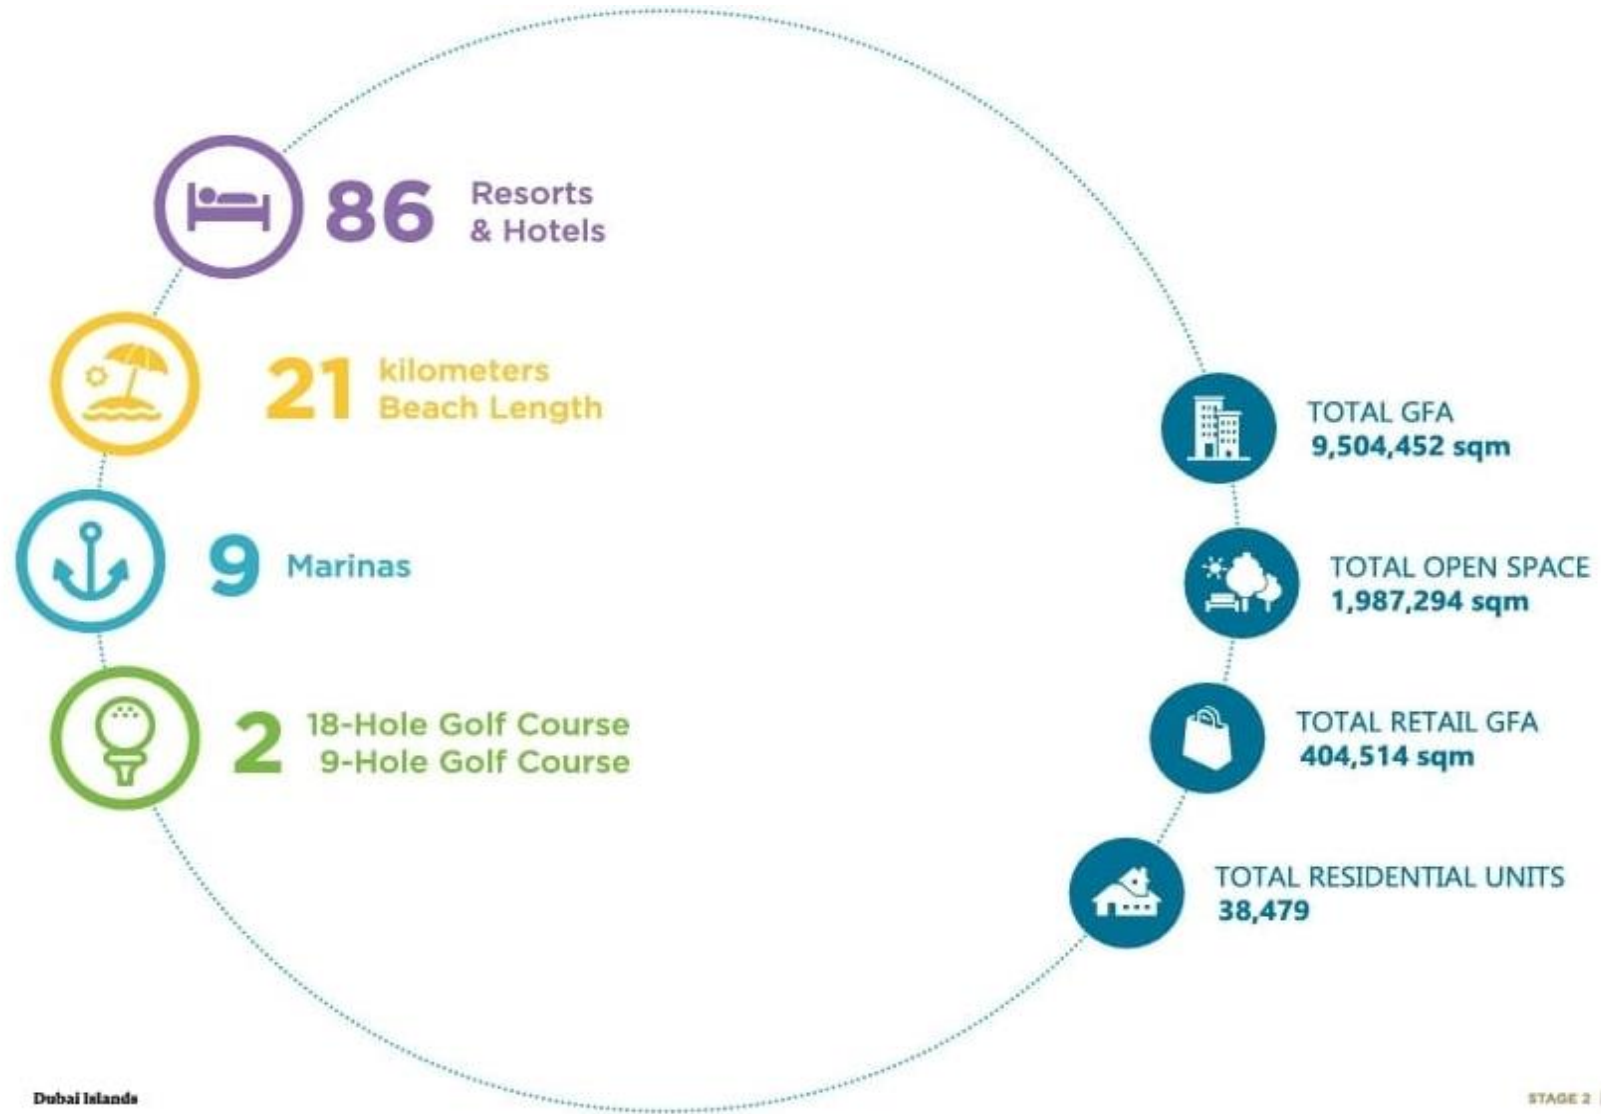 86 Resorts
& Hotels
21 kilometers
Beach Length
9 Marinas
2 18-Hole Golf Course
9-Hole Golf Course
TOTAL GFA
9,504,452 sqm
TOTAL OPEN SPACE
1,987,294 sqm
TOTAL RETAIL GFA
404,514 sqm
TOTAL RESIDENTIAL UNITS
38,479
Dubai Islands
STAGE 2 |